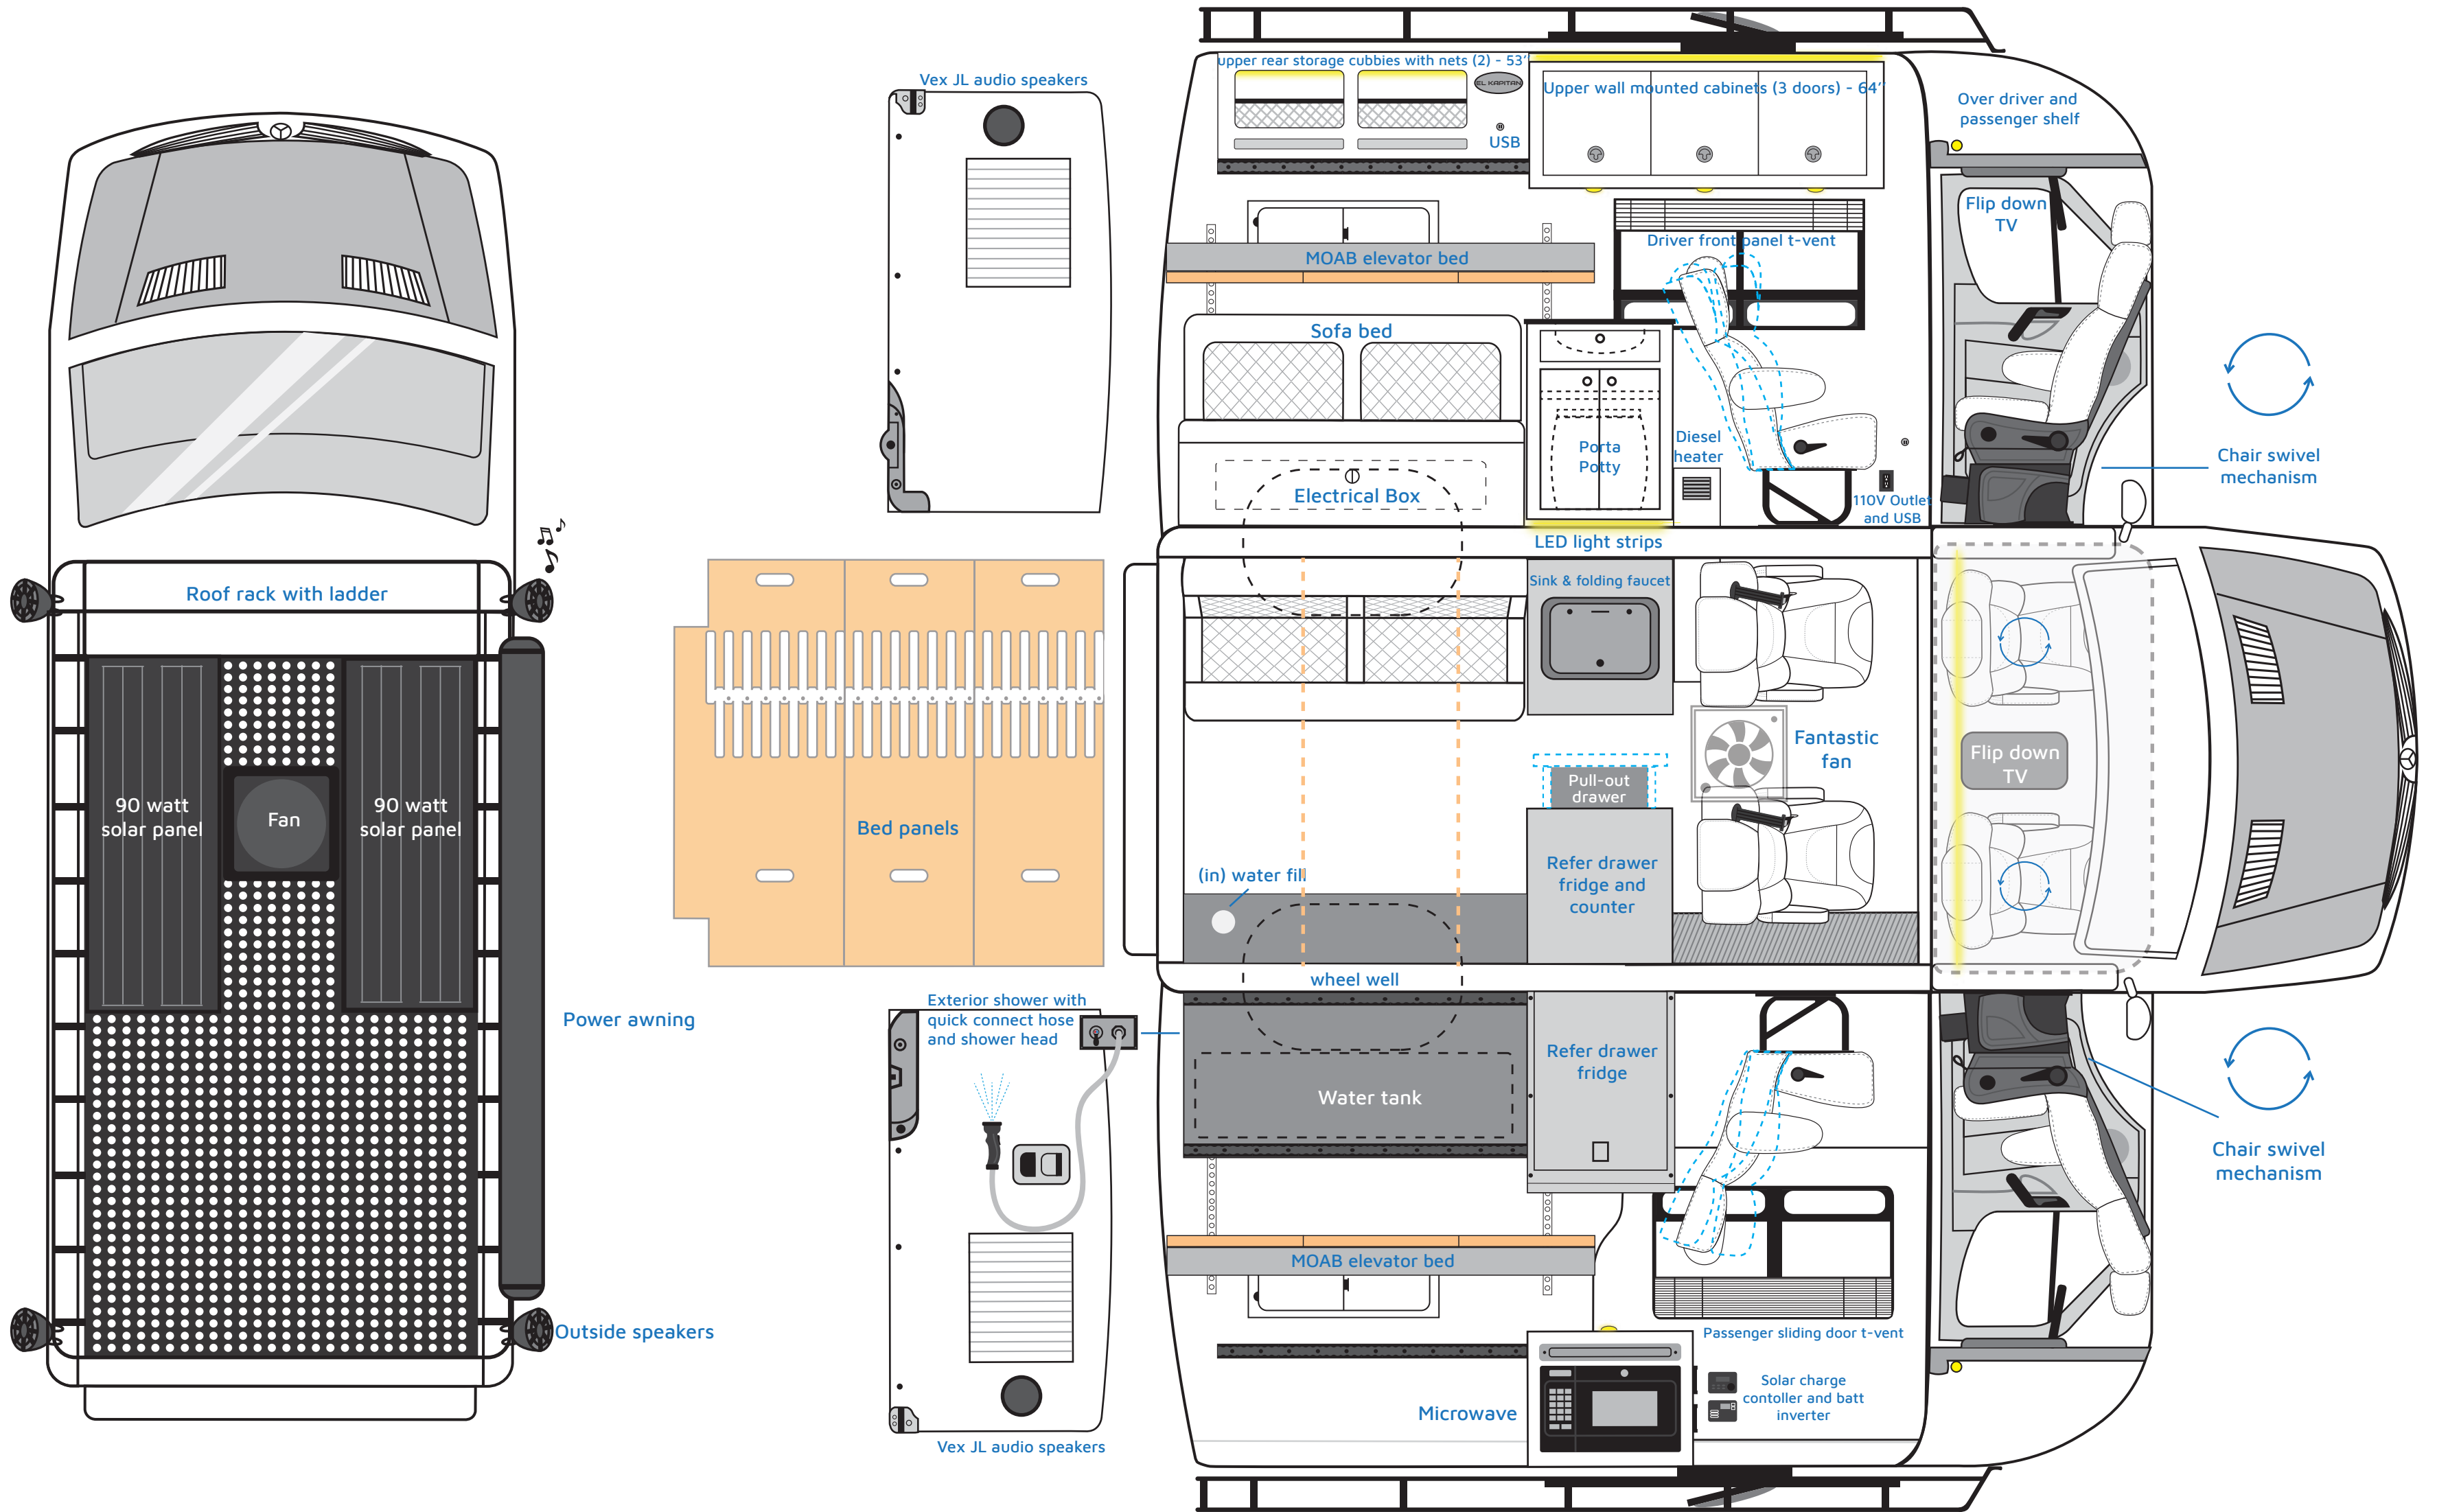 Vex JL audio speakers
upper rear storage cubbies with nets (2) - 53"
EL KAPITAN
USB
Upper wall mounted cabinets (3 doors) - 64"
Over driver and
passenger shelf
Flip down
TV
Driver front panel t-vent
MOAB elevator bed
Sofa bed
Electrical Box
Porta
Potty
Diesel
heater
110V Outlet
and USB
Chair swivel
mechanism
LED light strips
Roof rack with ladder
90 watt
solar panel
Fan
90 watt
solar panel
Power awning
Outside speakers
Bed panels
Sink & folding faucet
Fantastic
fan
Flip down
TV
Pull-out
drawer
Refer drawer
fridge and
counter
(in) water fill
wheel well
Exterior shower with
quick connect hose
and shower head
Water tank
Refer drawer
fridge
Chair swivel
mechanism
MOAB elevator bed
Passenger sliding door t-vent
Microwave
Solar charge
contoller and batt
inverter
Vex JL audio speakers